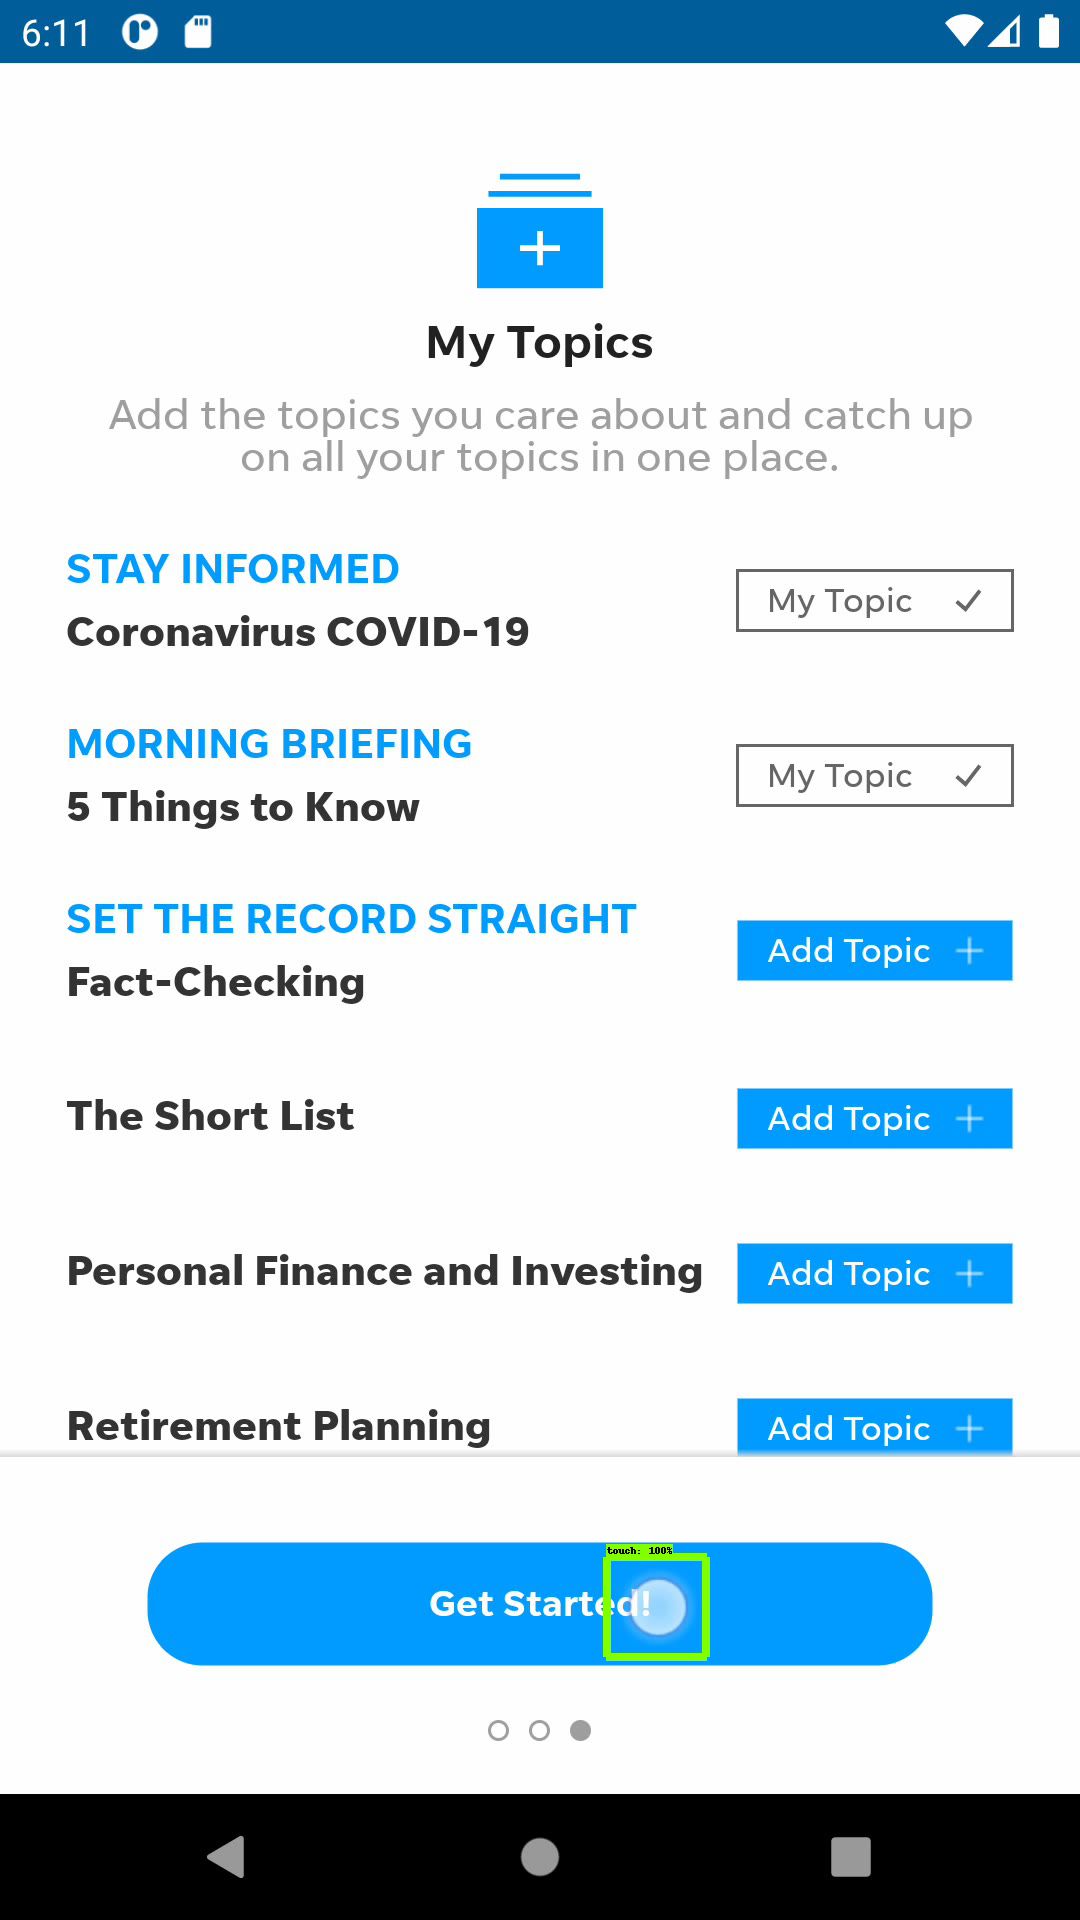 6:11
My Topics
Add the topics you care about and catch up
on all your topics in one place.
STAY INFORMED
Coronavirus COVID-19
My Topic
MORNING BRIEFING
5 Things to Know
My Topic
SET THE RECORD STRAIGHT
Fact-Checking
Add Topic
The Short List
Add Topic
Personal Finance and Investing
Add Topic
Retirement Planning
Add Topic
touch: 100%
Get Started!